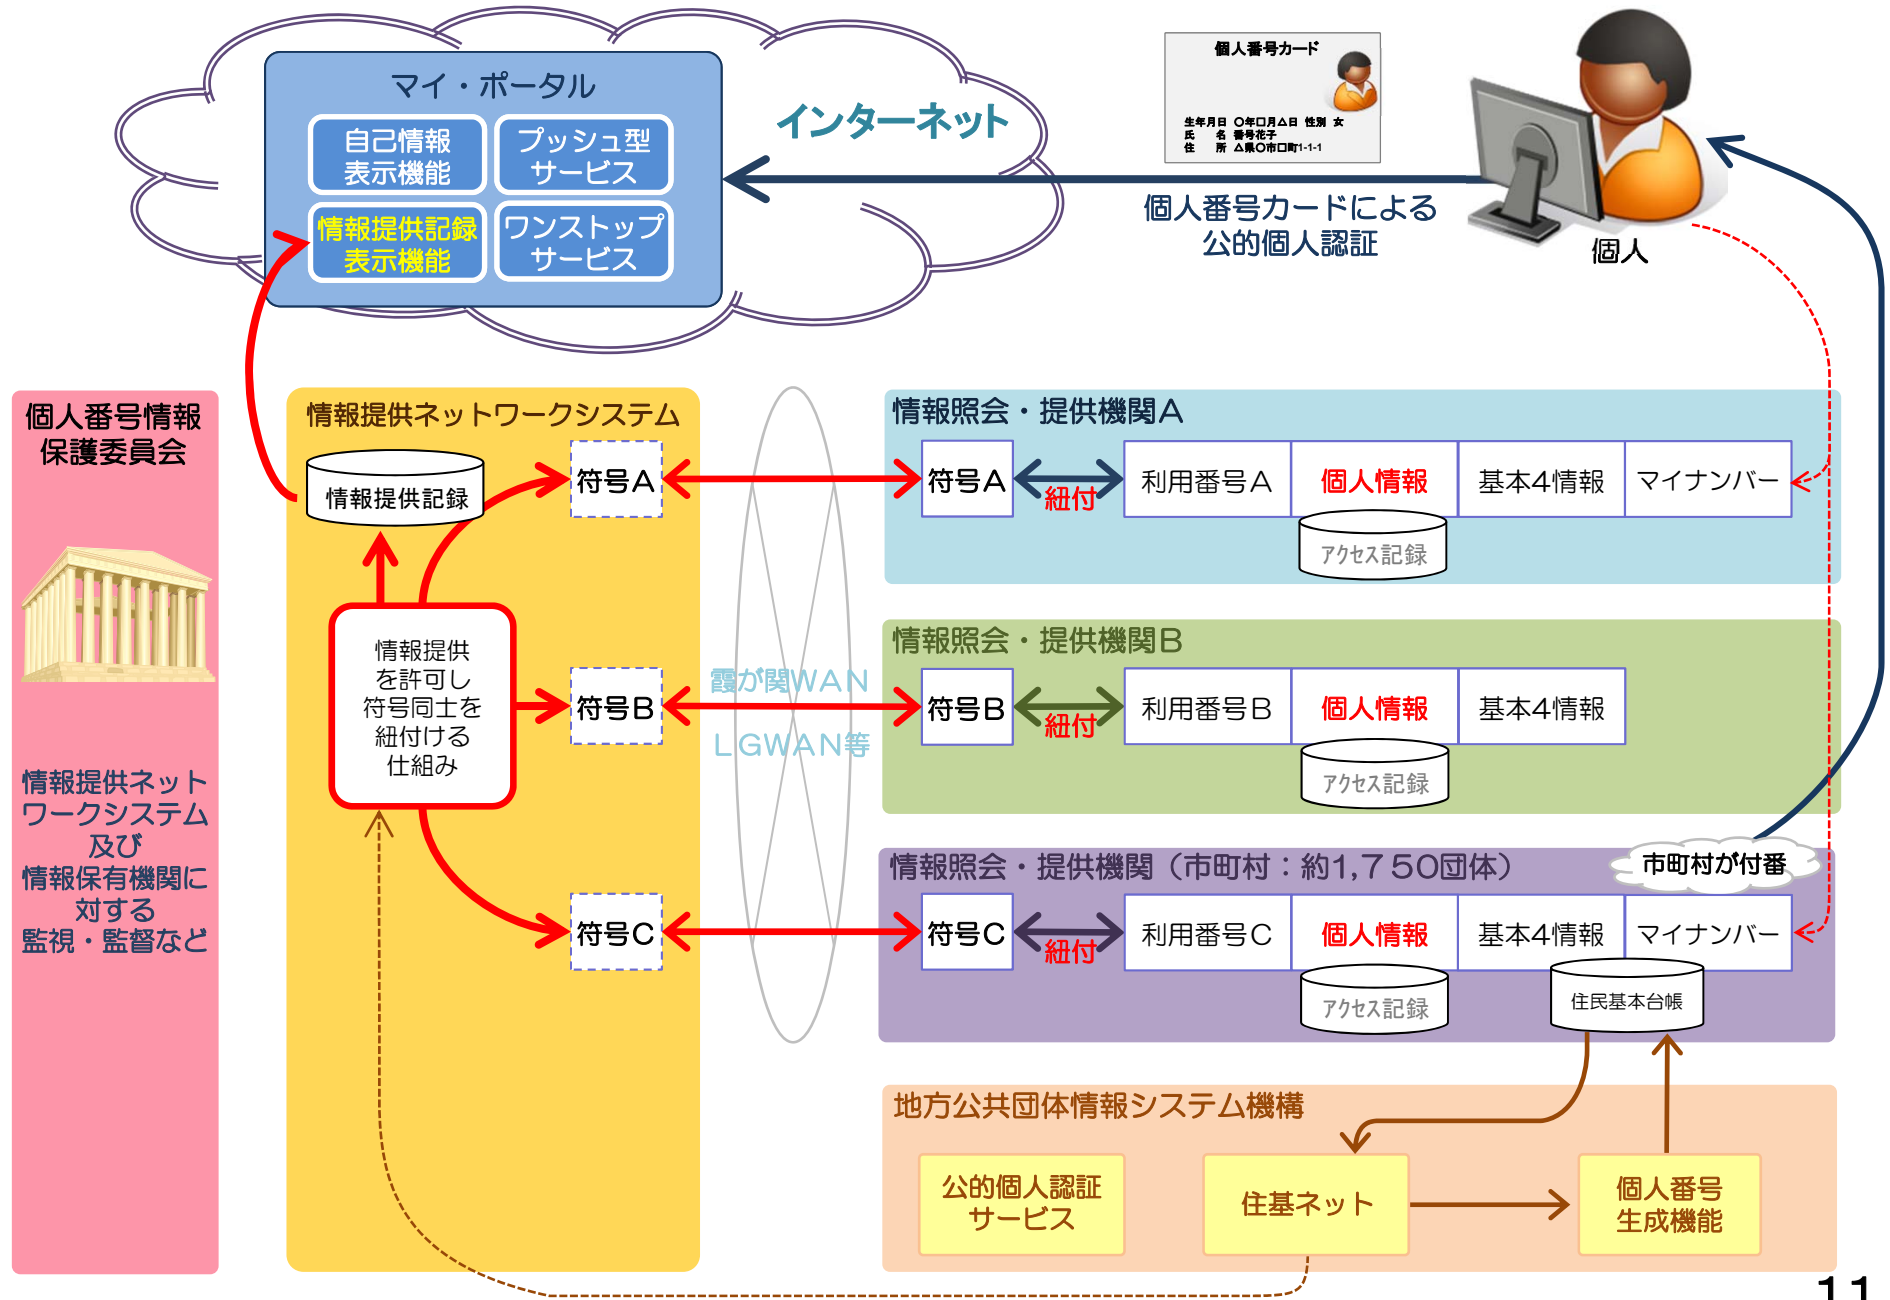 マイ・ポータル
自己情報
表示機能
プッシュ型
サービス
情報提供記録
表示機能
ワンストップ
サービス
インターネット
個人番号カード
生年月日 〇年□月△日 性別 女
氏 名 番号花子
住 所 △県〇市□町1-1-1
個人番号カードによる
公的個人認証
個人
個人番号情報
保護委員会
情報提供ネット
ワークシステム
及び
情報保有機関に
対する
監視・監督など
情報提供ネットワークシステム
情報提供記録
情報提供
を許可し
符号同士を
紐付ける
仕組み
符号A
符号B
符号C
霞が関WAN
LGWAN等
情報照会・提供機関A
符号A
紐付
利用番号A
個人情報
基本4情報
マイナンバー
アクセス記録
情報照会・提供機関B
符号B
紐付
利用番号B
個人情報
基本4情報
アクセス記録
情報照会・提供機関（市町村：約1,750団体）
市町村が付番
符号C
紐付
利用番号C
個人情報
基本4情報
マイナンバー
アクセス記録
住民基本台帳
地方公共団体情報システム機構
公的個人認証
サービス
住基ネット
個人番号
生成機能
11